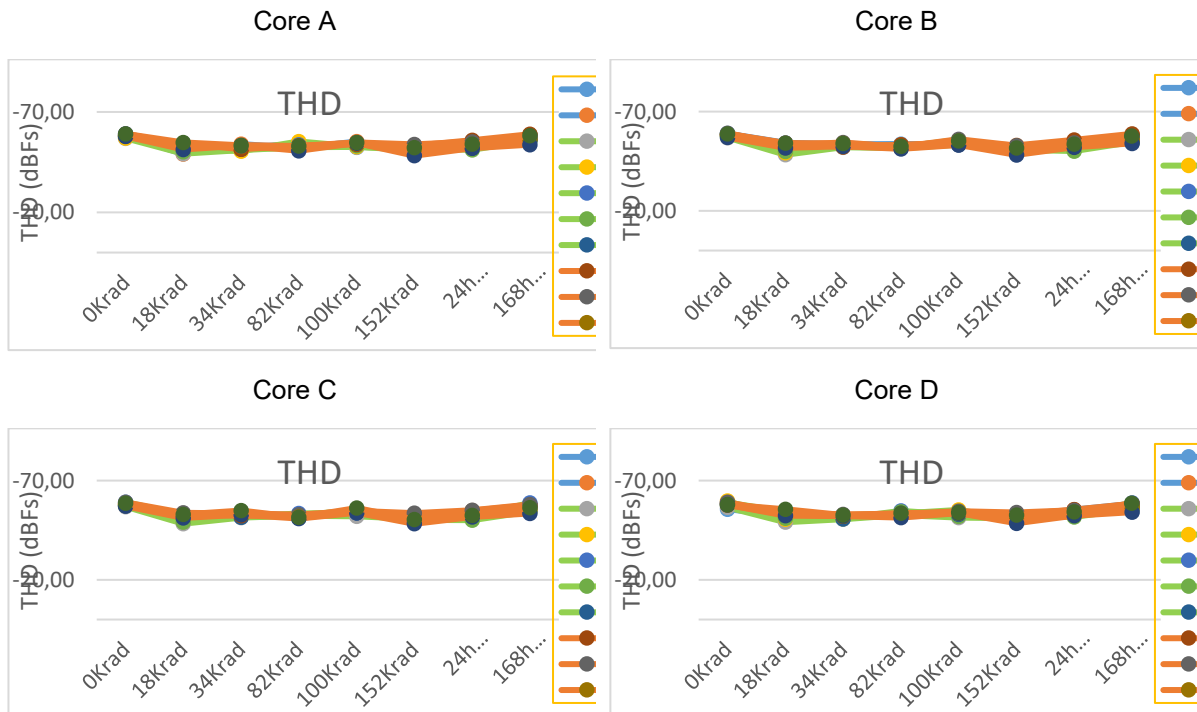 Core A
THD
-70,00
-20,00
THD (dBFs)
0Krad
18Krad
34Krad
82Krad
100Krad
152Krad
24h...
168h...
Core B
THD
-70,00
-20,00
THD (dBFs)
0Krad
18Krad
34Krad
82Krad
100Krad
152Krad
24h...
168h...
Core C
THD
-70,00
-20,00
THD (dBFs)
0Krad
18Krad
34Krad
82Krad
100Krad
152Krad
24h...
168h...
Core D
THD
-70,00
-20,00
THD (dBFs)
0Krad
18Krad
34Krad
82Krad
100Krad
152Krad
24h...
168h...